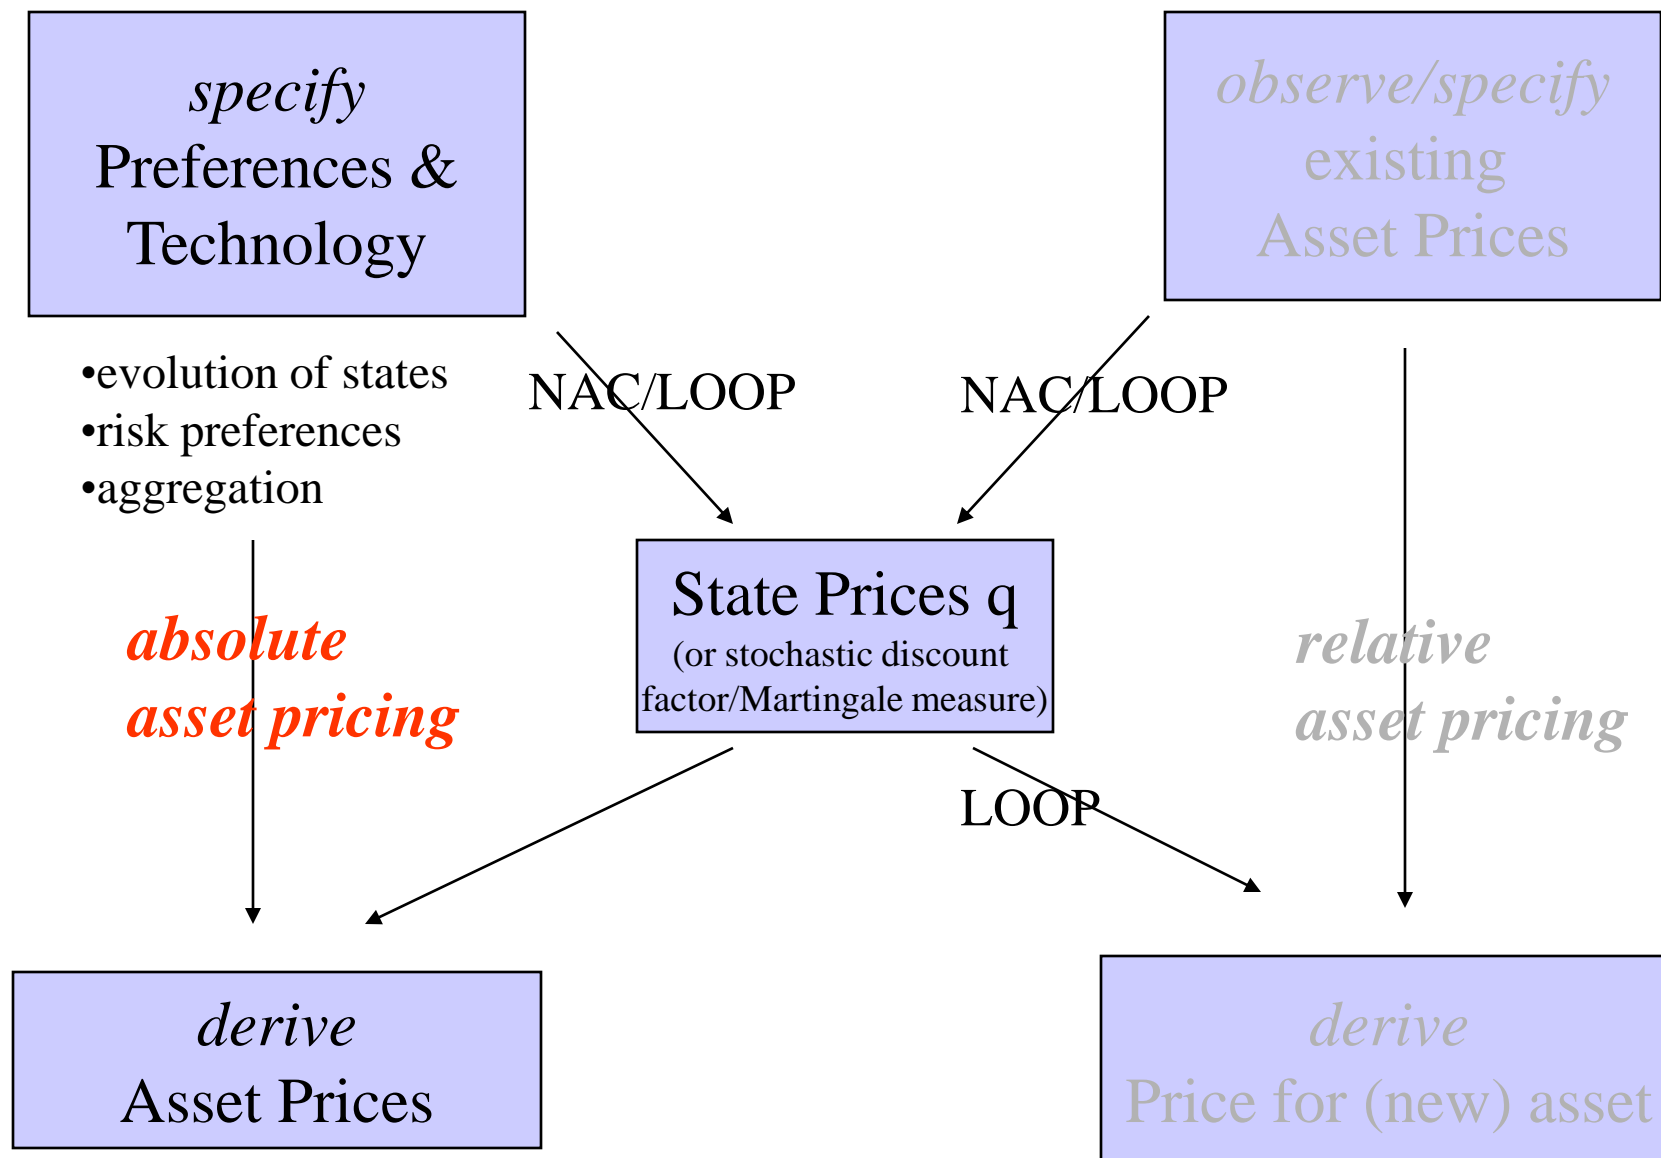 specify
Preferences &
Technology
observe/specify
existing
Asset Prices
•evolution of states
•risk preferences
•aggregation
NAC/LOOP
NAC/LOOP
State Prices q
(or stochastic discount
factor/Martingale measure)
absolute
asset pricing
relative
asset pricing
LOOP
derive
Asset Prices
derive
Price for (new) asset